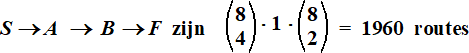 S → A → B → F zijn (8 4) · 1 · (8 2) = 1960 routes